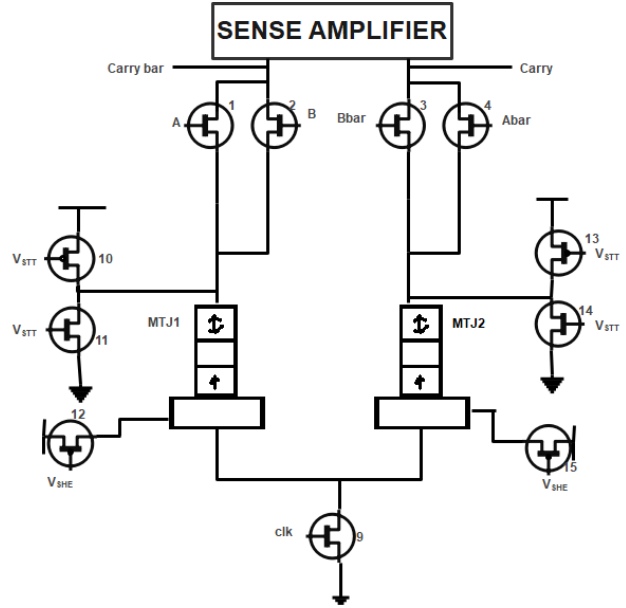 SENSE AMPLIFIER
Carry bar
Carry
1
2
3
4
A
B
Bbar
Abar
10
13
VSTT
VSTT
MTJ1
MTJ2
14
VSTT
VSTT
11
12
VSHE
15
VSHE
clk
9